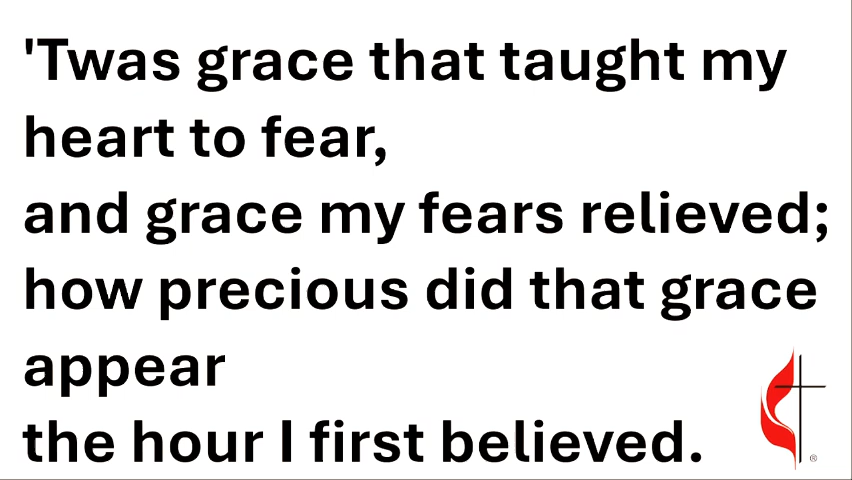 'Twas grace that taught my
heart to fear,
and grace my fears relieved;
how precious did that grace
appear
the hour I first believed.
®